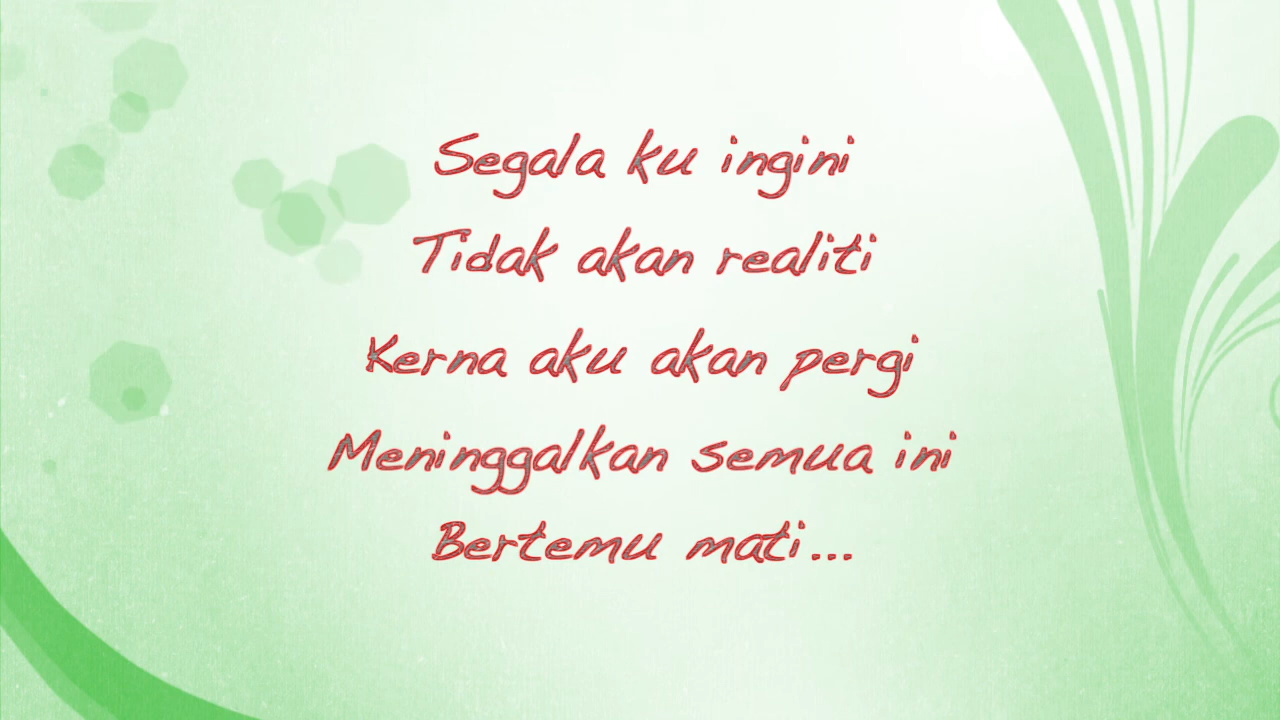 Segala ku ingini
Tidak akan realiti
Kerna aku akan pergi
Meninggalkan semua ini
Bertemu mati...